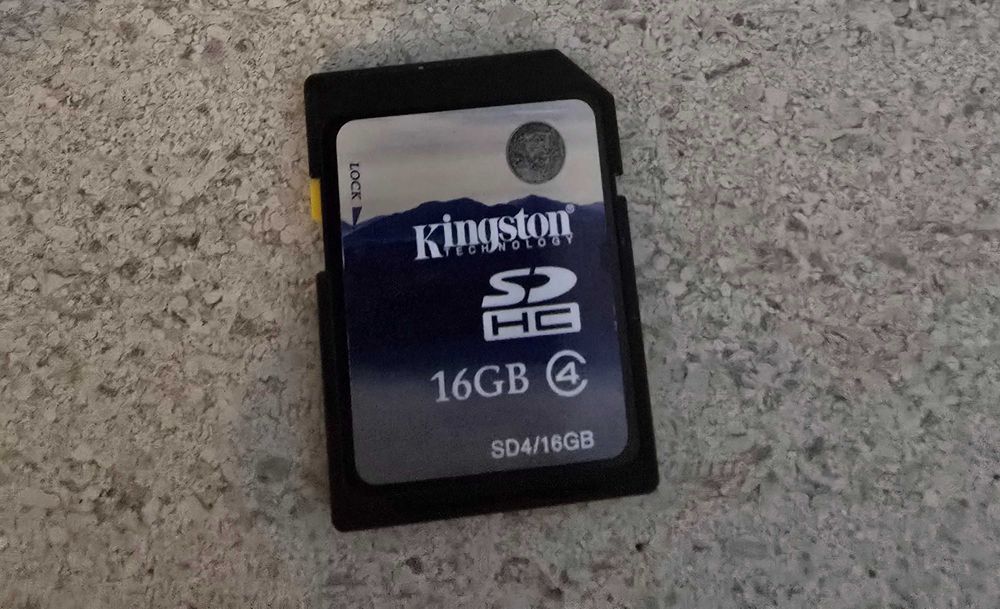 LOCK
Kingston®
TECHNOLOGY
SD
HC
16GB 4
SD4/16GB